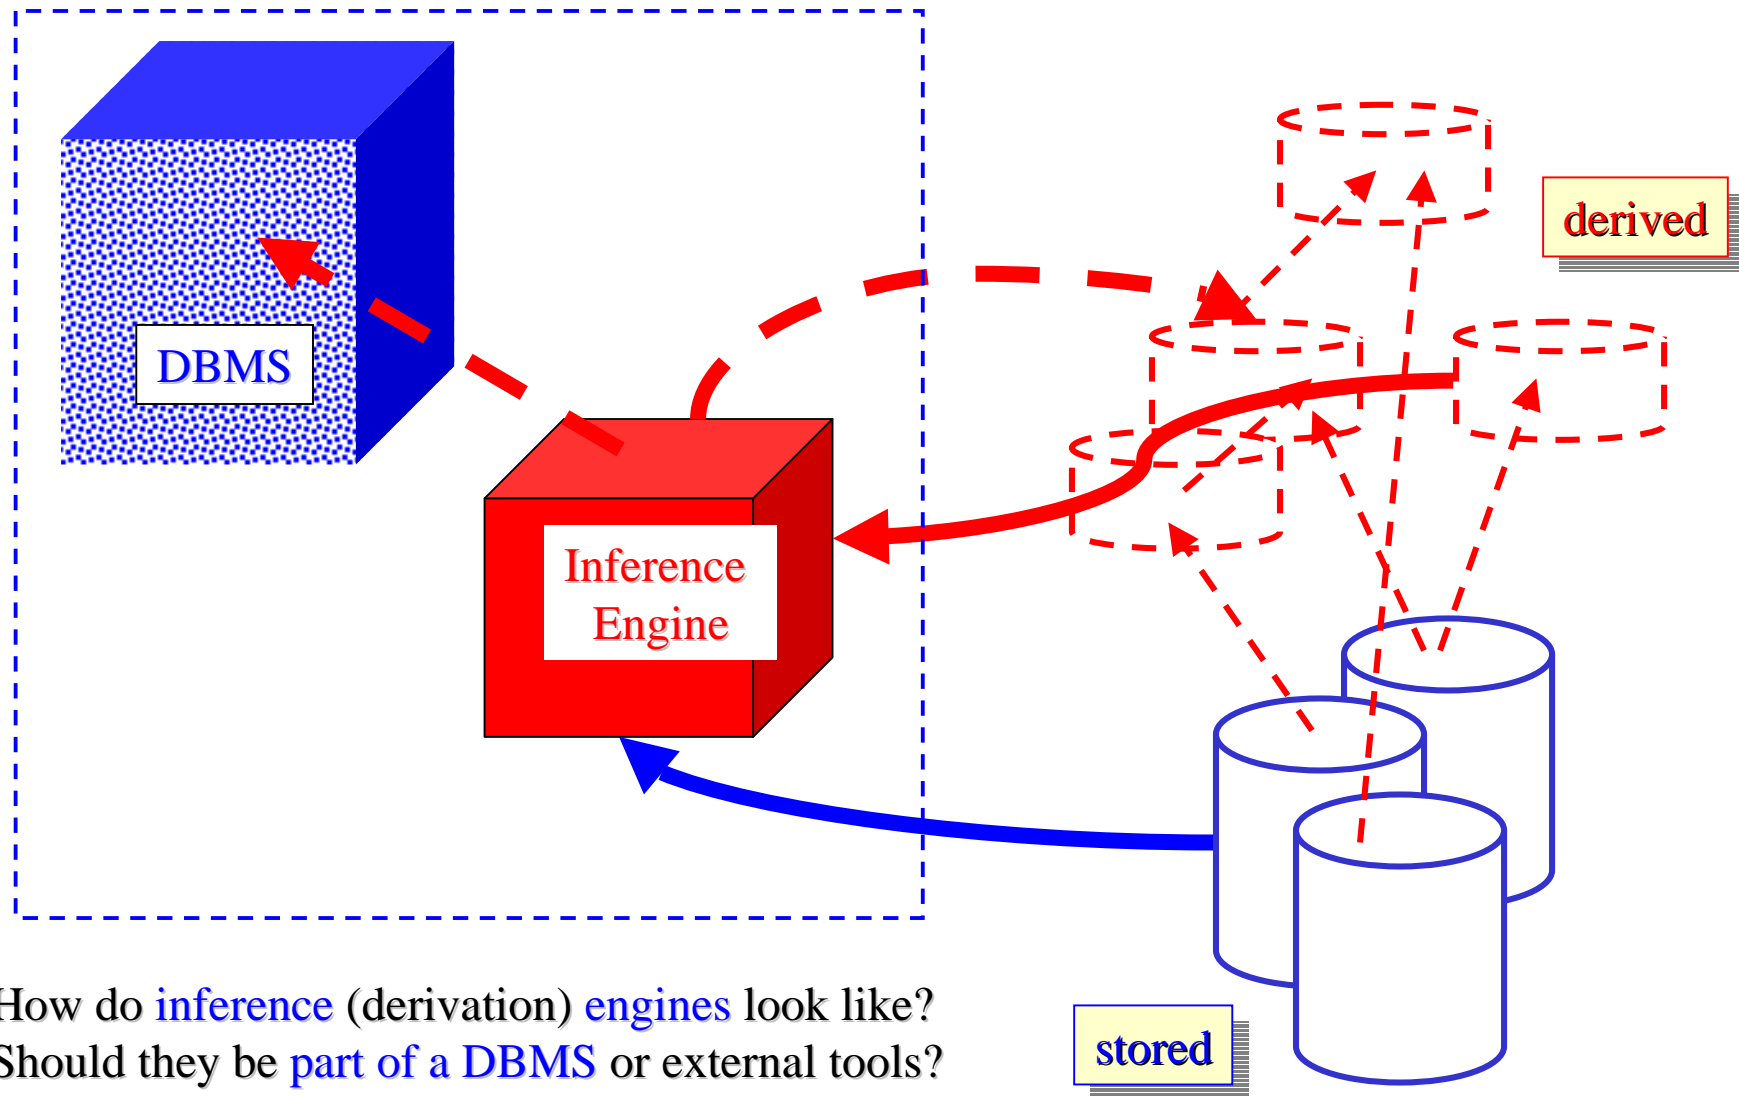 derived
DBMS
Inference
Engine
How do inference (derivation) engines look like?
Should they be part of a DBMS or external tools?
stored